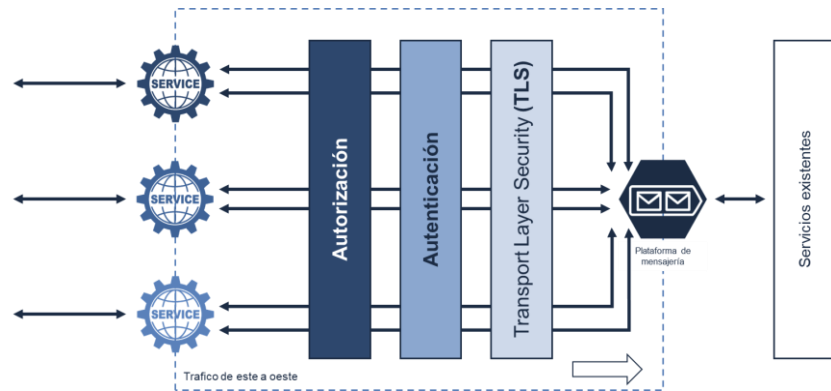 SERVICE
SERVICE
SERVICE
Autorización
Autenticación
Transport Layer Security (TLS)
Plataforma de
mensajería
Servicios existentes
Trafico de este a oeste